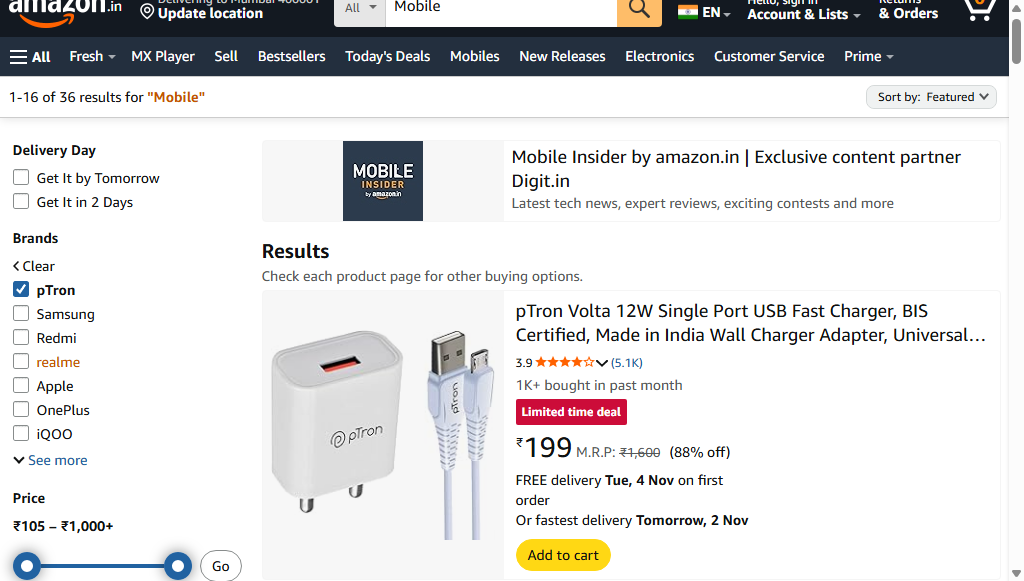 amazon.in
Delivering to Mumbai 400001
Update location
All
Mobile
EN
Hello, sign in
Account & Lists
Returns
& Orders
0
All
Fresh
MX Player
Sell
Bestsellers
Today's Deals
Mobiles
New Releases
Electronics
Customer Service
Prime
1-16 of 36 results for "Mobile"
Sort by: Featured
Delivery Day
Get It by Tomorrow
Get It in 2 Days
Brands
Clear
pTron
Samsung
Redmi
realme
Apple
OnePlus
iQOO
See more
Price
₹105 – ₹1,000+
Go
MOBILE
INSIDER
by amazon.in
Mobile Insider by amazon.in | Exclusive content partner
Digit.in
Latest tech news, expert reviews, exciting contests and more
Results
Check each product page for other buying options.
pTron
pTron
pTron Volta 12W Single Port USB Fast Charger, BIS
Certified, Made in India Wall Charger Adapter, Universal…
3.9 (5.1K)
1K+ bought in past month
Limited time deal
₹199 M.R.P: ₹1,600 (88% off)
FREE delivery Tue, 4 Nov on first
order
Or fastest delivery Tomorrow, 2 Nov
Add to cart